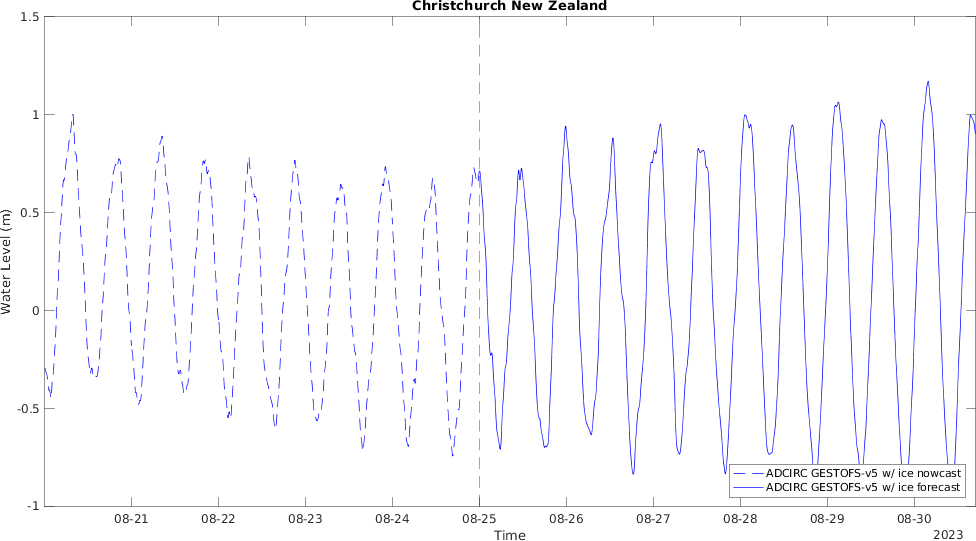 Christchurch New Zealand
1.5
1
0.5
0
-0.5
-1
Water Level (m)
ADCIRC GESTOFS-v5 w/ ice nowcast
ADCIRC GESTOFS-v5 w/ ice forecast
08-21 08-22 08-23 08-24 08-25 08-26 08-27 08-28 08-29 08-30
Time
2023